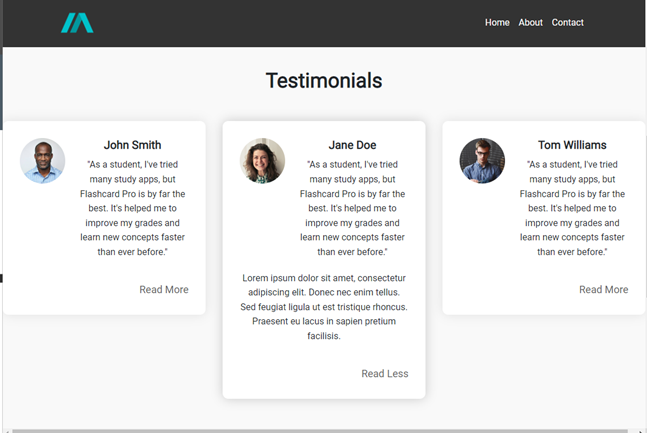 Home About Contact
Testimonials
John Smith
"As a student, I've tried
many study apps, but
Flashcard Pro is by far the
best. It's helped me to
improve my grades and
learn new concepts faster
than ever before."
Read More
Jane Doe
"As a student, I've tried
many study apps, but
Flashcard Pro is by far the
best. It's helped me to
improve my grades and
learn new concepts faster
than ever before."
Lorem ipsum dolor sit amet, consectetur
adipiscing elit. Donec nec enim tellus.
Sed feugiat ligula ut est tristique rhoncus.
Praesent eu lacus in sapien pretium
facilisis.
Read Less
Tom Williams
"As a student, I've tried
many study apps, but
Flashcard Pro is by far the
best. It's helped me to
improve my grades and
learn new concepts faster
than ever before."
Read More